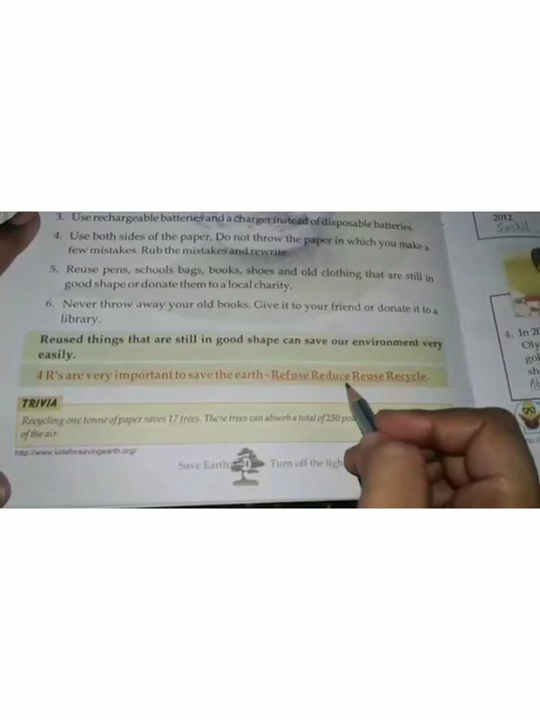 3. Use rechargeable batteries and a charger instead of disposable batteries.
4. Use both sides of the paper. Do not throw the paper in which you make a
few mistakes. Rub the mistakes and rewrite.
5. Reuse pens, schools bags, books, shoes and old clothing that are still in
good shape or donate them to a local charity.
6. Never throw away your old books. Give it to your friend or donate it to a
library.
Reused things that are still in good shape can save our environment very
easily.
4 R's are very important to save the earth - Refuse Reduce Reuse Recycle.
TRIVIA
Recycling one tonne of paper saves 17 trees. These trees can absorb a total of 250
of the air.
http://www.kidsforsavingearth.org/
Save Earth Turn off the
2012.
4. In